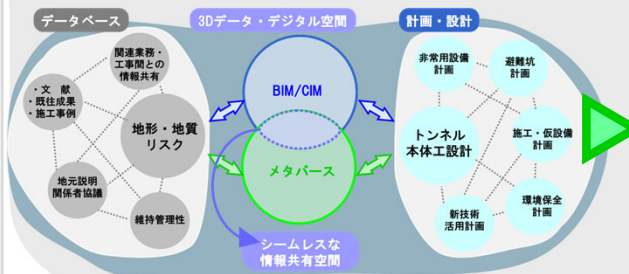 データベース
3Dデータ・デジタル空間
計画・設計
関連業務・
工事間との
情報共有
・文　献
・既往成果
・施工事例
地形・地質
リスク
地元説明
関係者協議
維持管理性
BIM/CIM
メタバース
シームレスな
情報共有空間
非常用設備
計画
避難坑
計画
トンネル
本体工設計
施工・仮設備
計画
環境保全
計画
新技術
活用計画